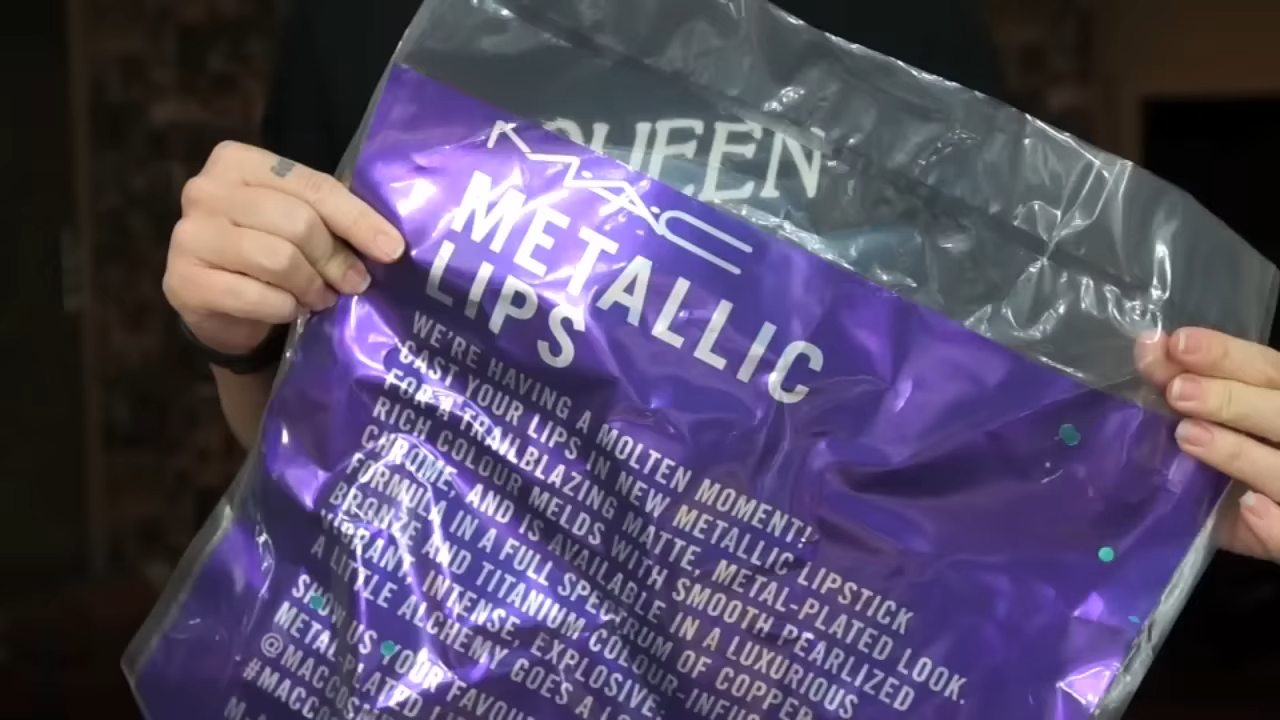 QUEEN
MAC
METALLIC
LIPS
WE'RE HAVING A MOLTEN MOMENT!
CAST YOUR LIPS IN NEW METALLIC LIPSTICK
FOR A TRAILBLAZING MATTE, METAL-PLATED LOOK.
RICH COLOUR MELDS WITH SMOOTH PEARLIZED
CHROME, AND IS AVAILABLE IN A LUXURIOUS
FORMULA IN A FULL SPECTRUM OF COPPER,
BRONZE AND TITANIUM COLOUR-INFUS
VIBRANT, INTENSE, EXPLOSIVE:
A LITTLE ALCHEMY GOES A LO
SHOW US YOUR FAVOU
METAL-PLATED LI
@MACCOSME
#MACCO